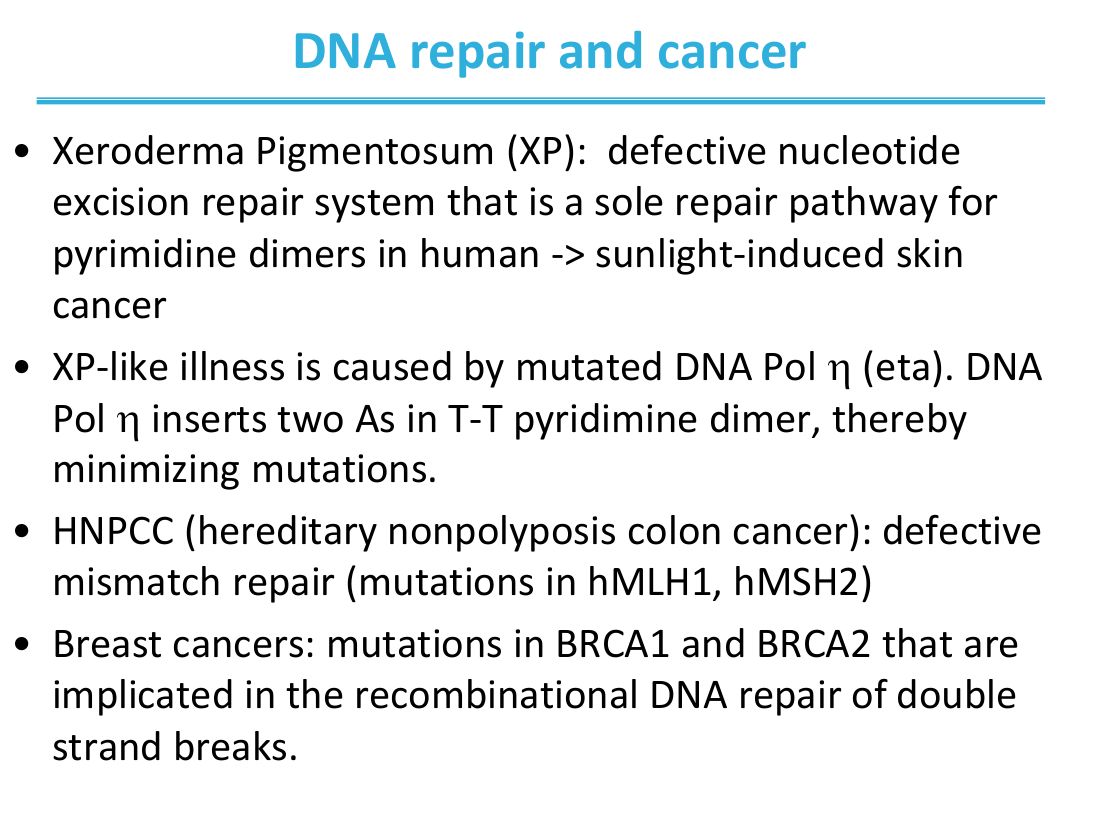 DNA repair and cancer
• Xeroderma Pigmentosum (XP):  defective nucleotide
excision repair system that is a sole repair pathway for
pyrimidine dimers in human -> sunlight-induced skin
cancer
• XP-like illness is caused by mutated DNA Pol η (eta). DNA
Pol η inserts two As in T-T pyridimine dimer, thereby
minimizing mutations.
• HNPCC (hereditary nonpolyposis colon cancer): defective
mismatch repair (mutations in hMLH1, hMSH2)
• Breast cancers: mutations in BRCA1 and BRCA2 that are
implicated in the recombinational DNA repair of double
strand breaks.